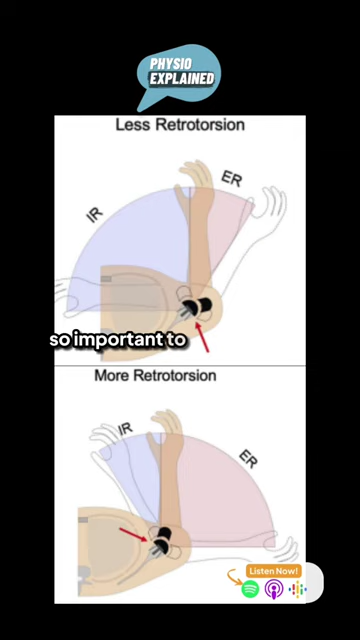 PHYSIO
EXPLAINED
Less Retrotorsion
ER
IR
so important to
More Retrotorsion
IR
ER
Listen Now!